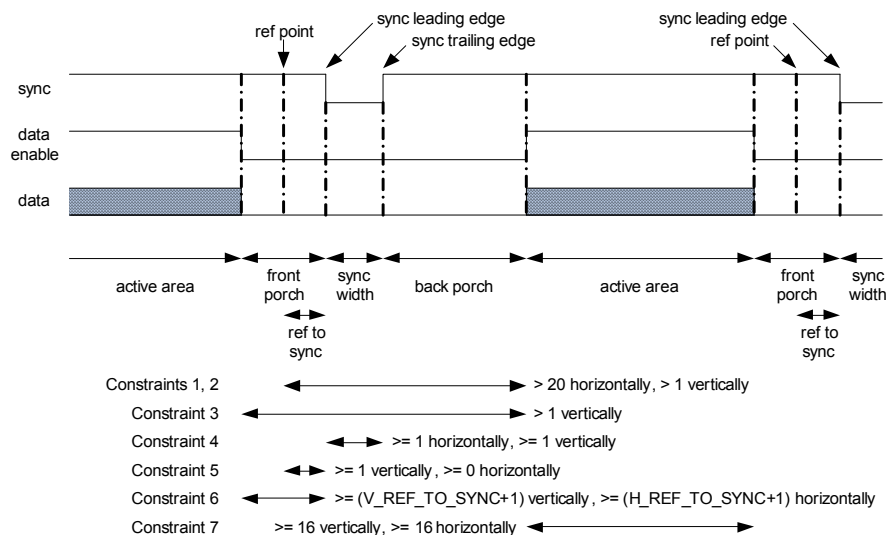 sync leading edge
ref point
sync trailing edge
sync leading edge
ref point
sync
data
enable
data
active area
front
porch
sync
width
back porch
active area
front
porch
sync
width
ref to
sync
ref to
sync
Constraints 1, 2
> 20 horizontally, > 1 vertically
Constraint 3
> 1 vertically
Constraint 4
>= 1 horizontally, >= 1 vertically
Constraint 5
>= 1 vertically, >= 0 horizontally
Constraint 6
>= (V_REF_TO_SYNC+1) vertically, >= (H_REF_TO_SYNC+1) horizontally
Constraint 7
>= 16 vertically, >= 16 horizontally